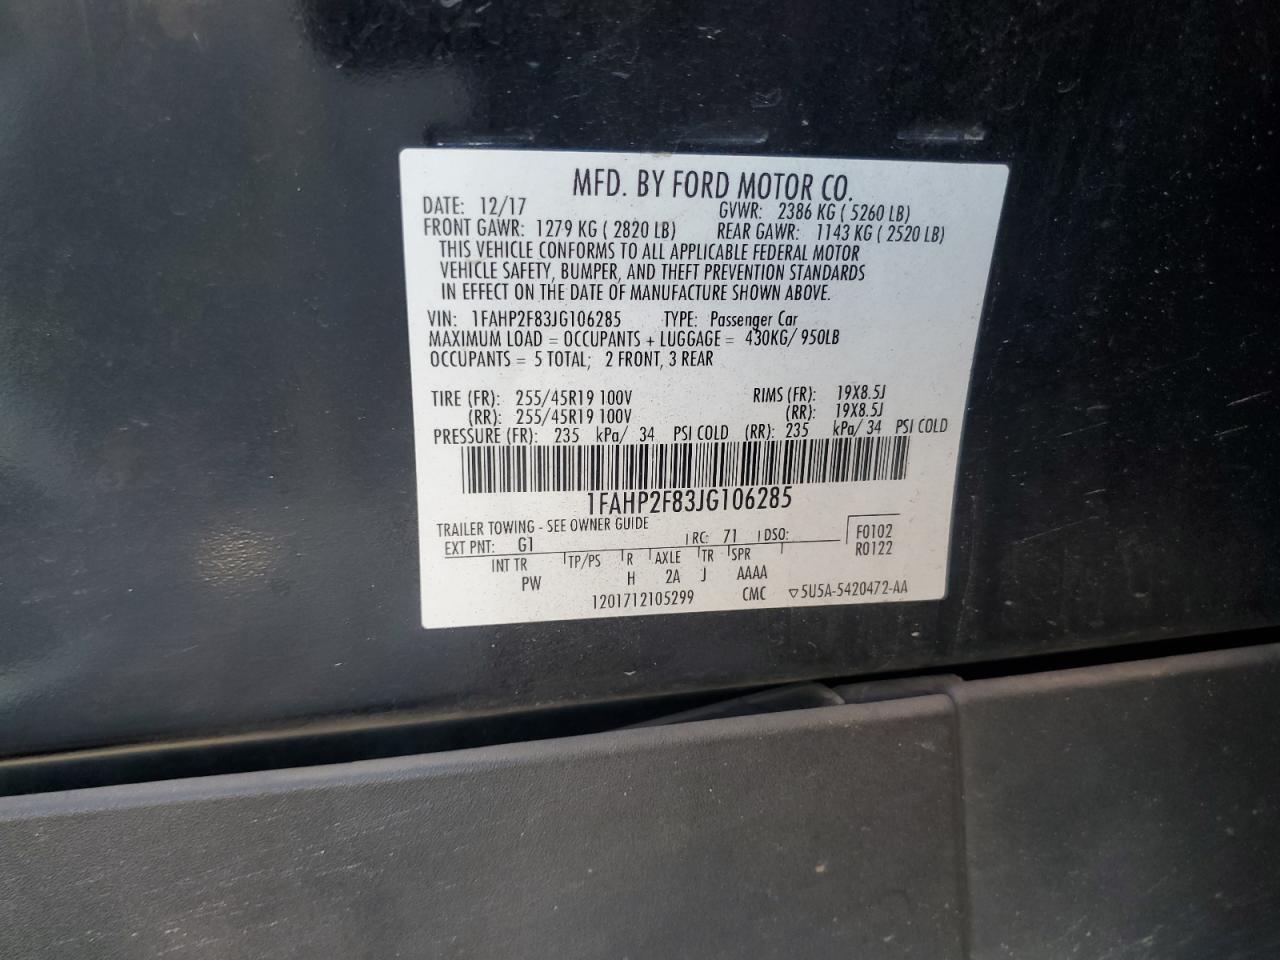 MFD. BY FORD MOTOR CO.
DATE: 12/17 GVWR: 2386 KG ( 5260 LB)
FRONT GAWR: 1279 KG ( 2820 LB) REAR GAWR: 1143 KG ( 2520 LB)
THIS VEHICLE CONFORMS TO ALL APPLICABLE FEDERAL MOTOR
VEHICLE SAFETY, BUMPER, AND THEFT PREVENTION STANDARDS
IN EFFECT ON THE DATE OF MANUFACTURE SHOWN ABOVE.
VIN: 1FAHP2F83JG106285 TYPE: Passenger Car
MAXIMUM LOAD = OCCUPANTS + LUGGAGE = 430KG/ 950LB
OCCUPANTS = 5 TOTAL; 2 FRONT, 3 REAR
TIRE (FR): 255/45R19 100V RIMS (FR): 19X8.5J
(RR): 255/45R19 100V (RR): 19X8.5J
PRESSURE (FR): 235 kPa/ 34 PSI COLD (RR): 235 kPa/ 34 PSI COLD
1FAHP2F83JG106285
TRAILER TOWING - SEE OWNER GUIDE
EXT PNT: G1 RC: 71 DSO: F0102
R0122
INT TR TP/PS R AXLE TR SPR
PW H 2A J AAAA
1201712105299 CMC ▽5U5A-5420472-AA